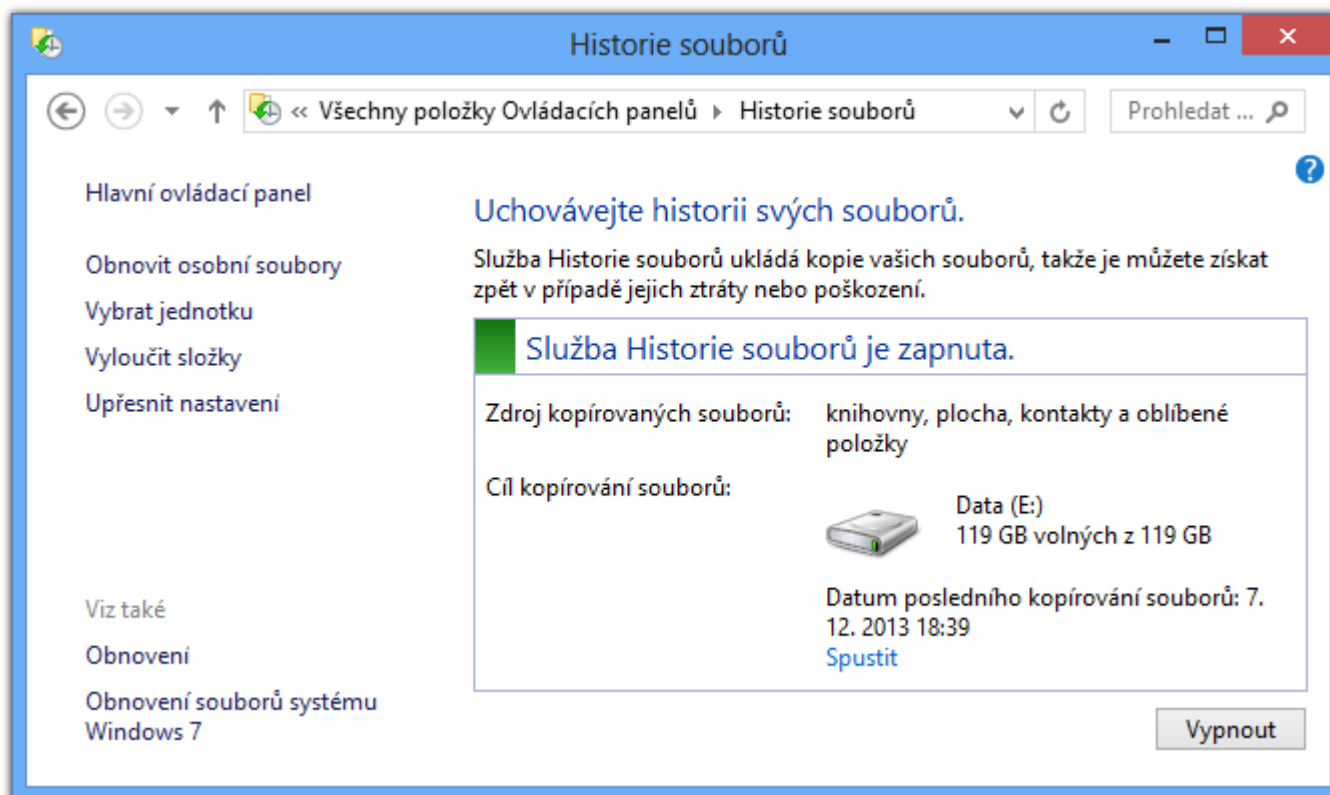 Historie souborů
« Všechny položky Ovládacích panelů Historie souborů
Prohledat ...
?
Hlavní ovládací panel
Obnovit osobní soubory
Vybrat jednotku
Vyloučit složky
Upřesnit nastavení
Viz také
Obnovení
Obnovení souborů systému
Windows 7
Uchovávejte historii svých souborů.
Služba Historie souborů ukládá kopie vašich souborů, takže je můžete získat
zpět v případě jejich ztráty nebo poškození.
Služba Historie souborů je zapnuta.
Zdroj kopírovaných souborů: knihovny, plocha, kontakty a oblíbené
položky
Cíl kopírování souborů:
Data (E:)
119 GB volných z 119 GB
Datum posledního kopírování souborů: 7.
12. 2013 18:39
Spustit
Vypnout